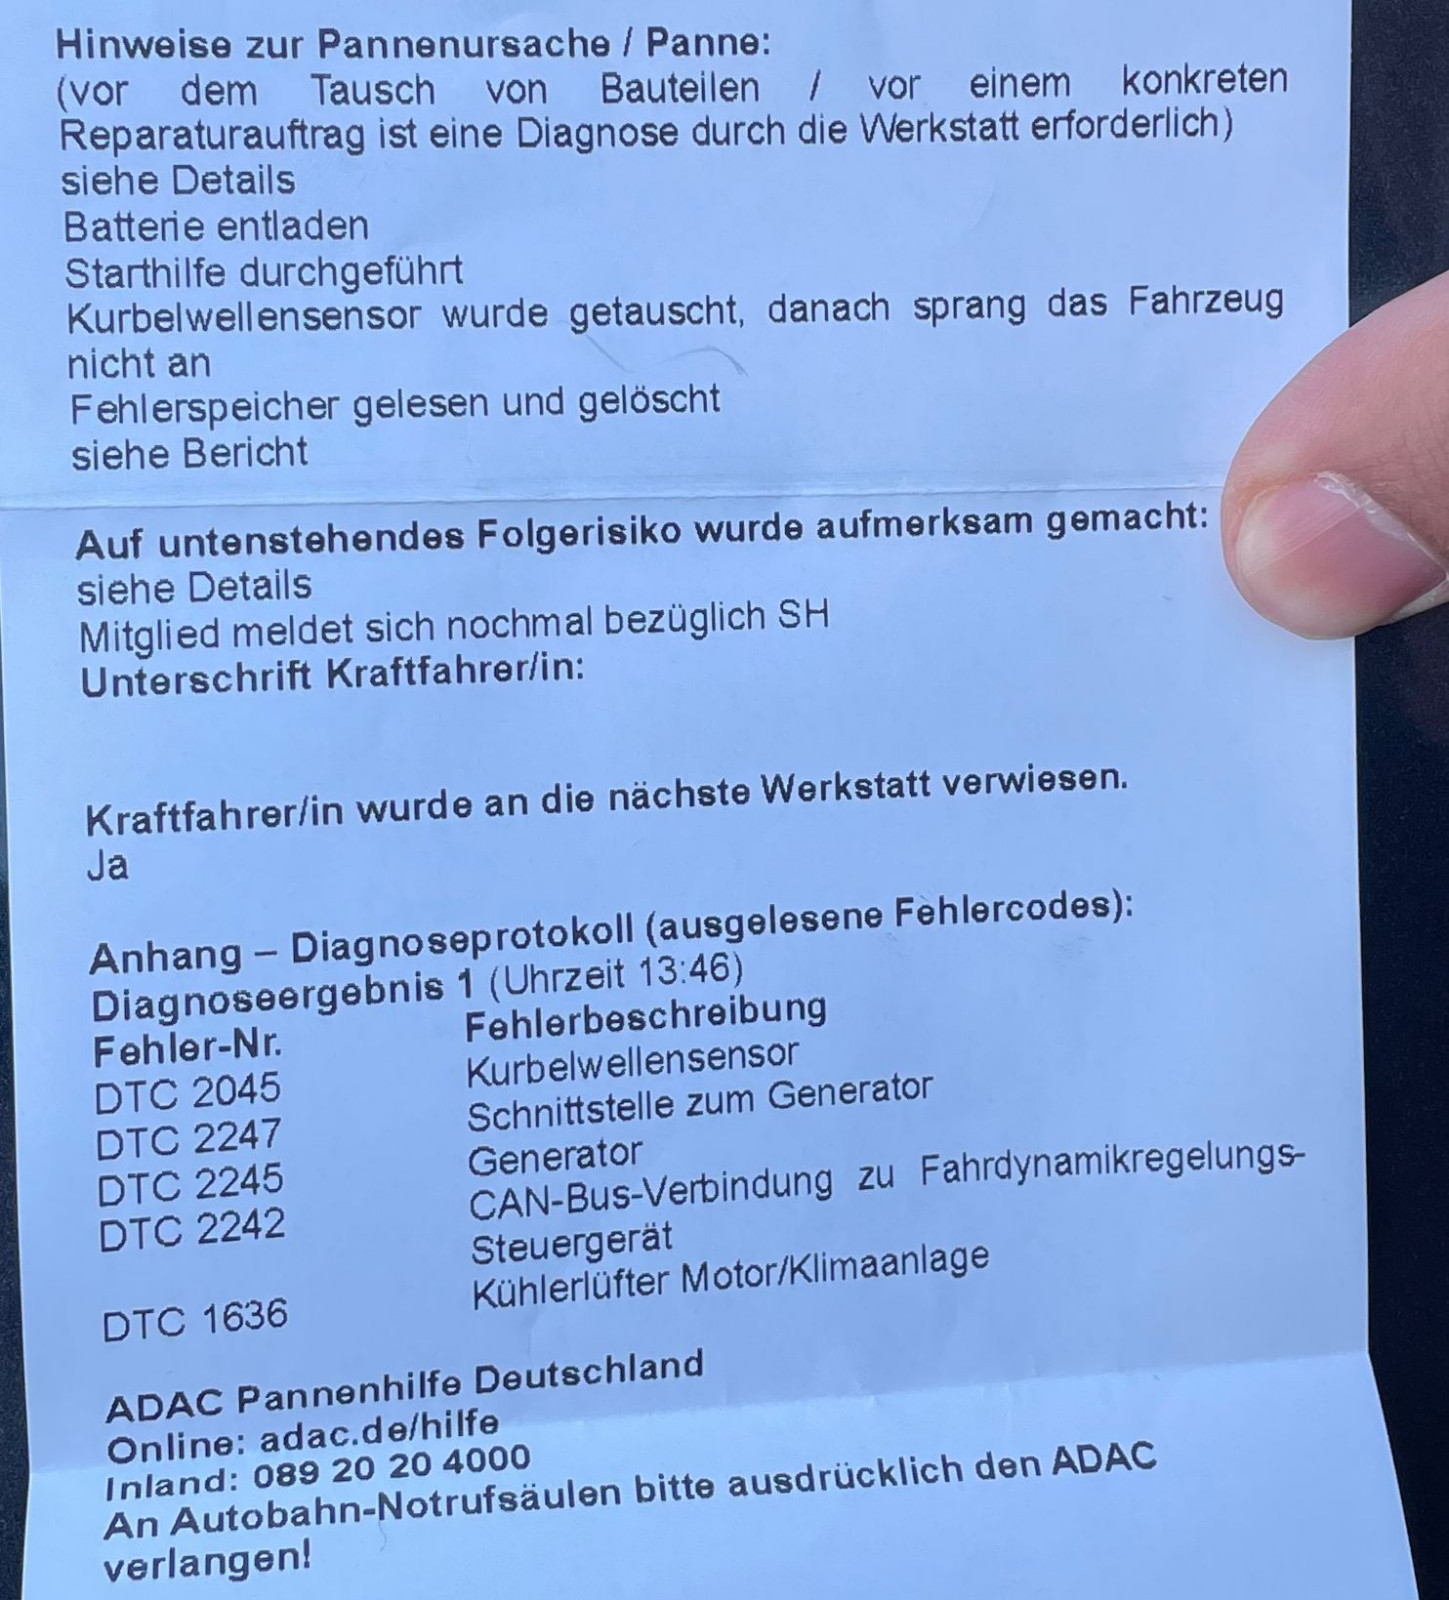 Hinweise zur Pannenursache / Panne:
(vor dem Tausch von Bauteilen / vor einem konkreten
Reparaturauftrag ist eine Diagnose durch die Werkstatt erforderlich)
siehe Details
Batterie entladen
Starthilfe durchgeführt
Kurbelwellensensor wurde getauscht, danach sprang das Fahrzeug
nicht an
Fehlerspeicher gelesen und gelöscht
siehe Bericht
Auf untenstehendes Folgerisiko wurde aufmerksam gemacht:
siehe Details
Mitglied meldet sich nochmal bezüglich SH
Unterschrift Kraftfahrer/in:
Kraftfahrer/in wurde an die nächste Werkstatt verwiesen.
Ja
Anhang – Diagnoseprotokoll (ausgelesene Fehlercodes):
Diagnoseergebnis 1 (Uhrzeit 13:46)
Fehler-Nr. Fehlerbeschreibung
DTC 2045 Kurbelwellensensor
DTC 2247 Schnittstelle zum Generator
DTC 2245 Generator
DTC 2242 CAN-Bus-Verbindung zu Fahrdynamikregelungs-
Steuergerät
DTC 1636 Kühlerlüfter Motor/Klimaanlage
ADAC Pannenhilfe Deutschland
Online: adac.de/hilfe
Inland: 089 20 20 4000
An Autobahn-Notrufsäulen bitte ausdrücklich den ADAC
verlangen!